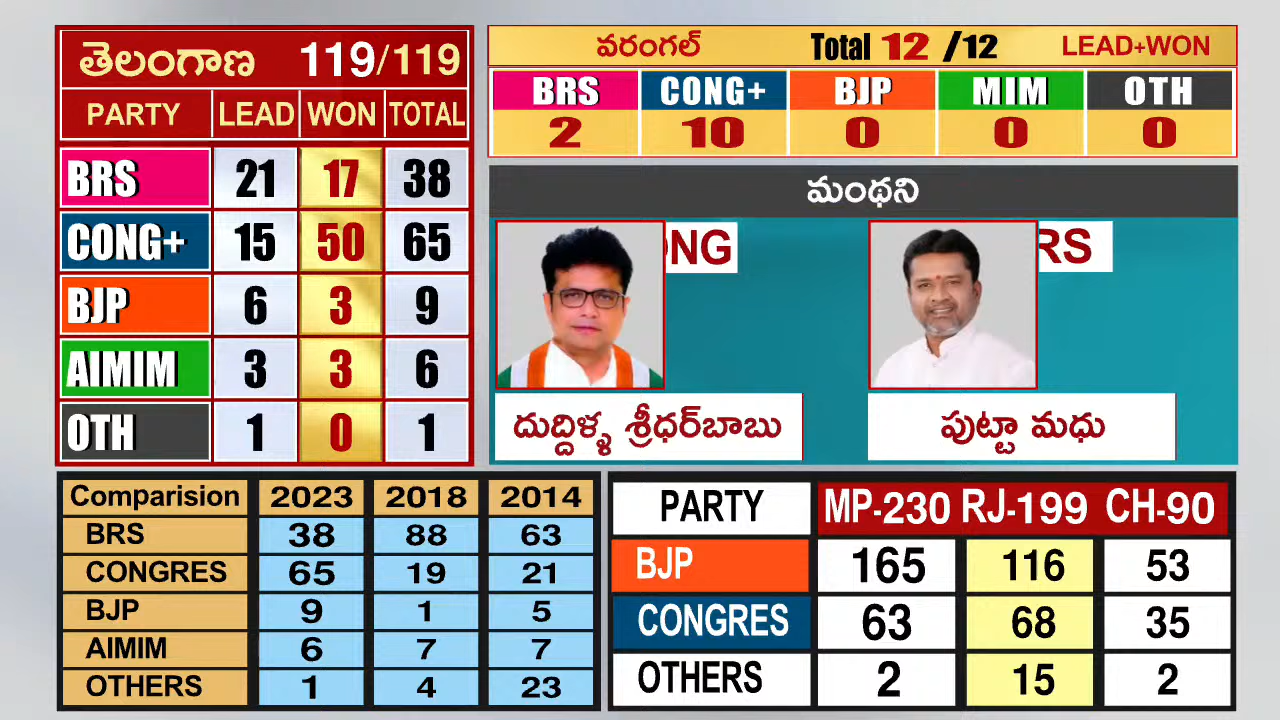 తెలంగాణ 119/119
PARTY LEAD WON TOTAL
BRS 21 17 38
CONG+ 15 50 65
BJP 6 3 9
AIMIM 3 3 6
OTH 1 0 1
వరంగల్ Total 12 /12 LEAD+WON
BRS CONG+ BJP MIM OTH
2 10 0 0 0
మంథని
ONG RS
దుద్దిళ్ళ శ్రీధర్‌బాబు పుట్టా మధు
Comparision 2023 2018 2014
BRS 38 88 63
CONGRES 65 19 21
BJP 9 1 5
AIMIM 6 7 7
OTHERS 1 4 23
PARTY MP-230 RJ-199 CH-90
BJP 165 116 53
CONGRES 63 68 35
OTHERS 2 15 2